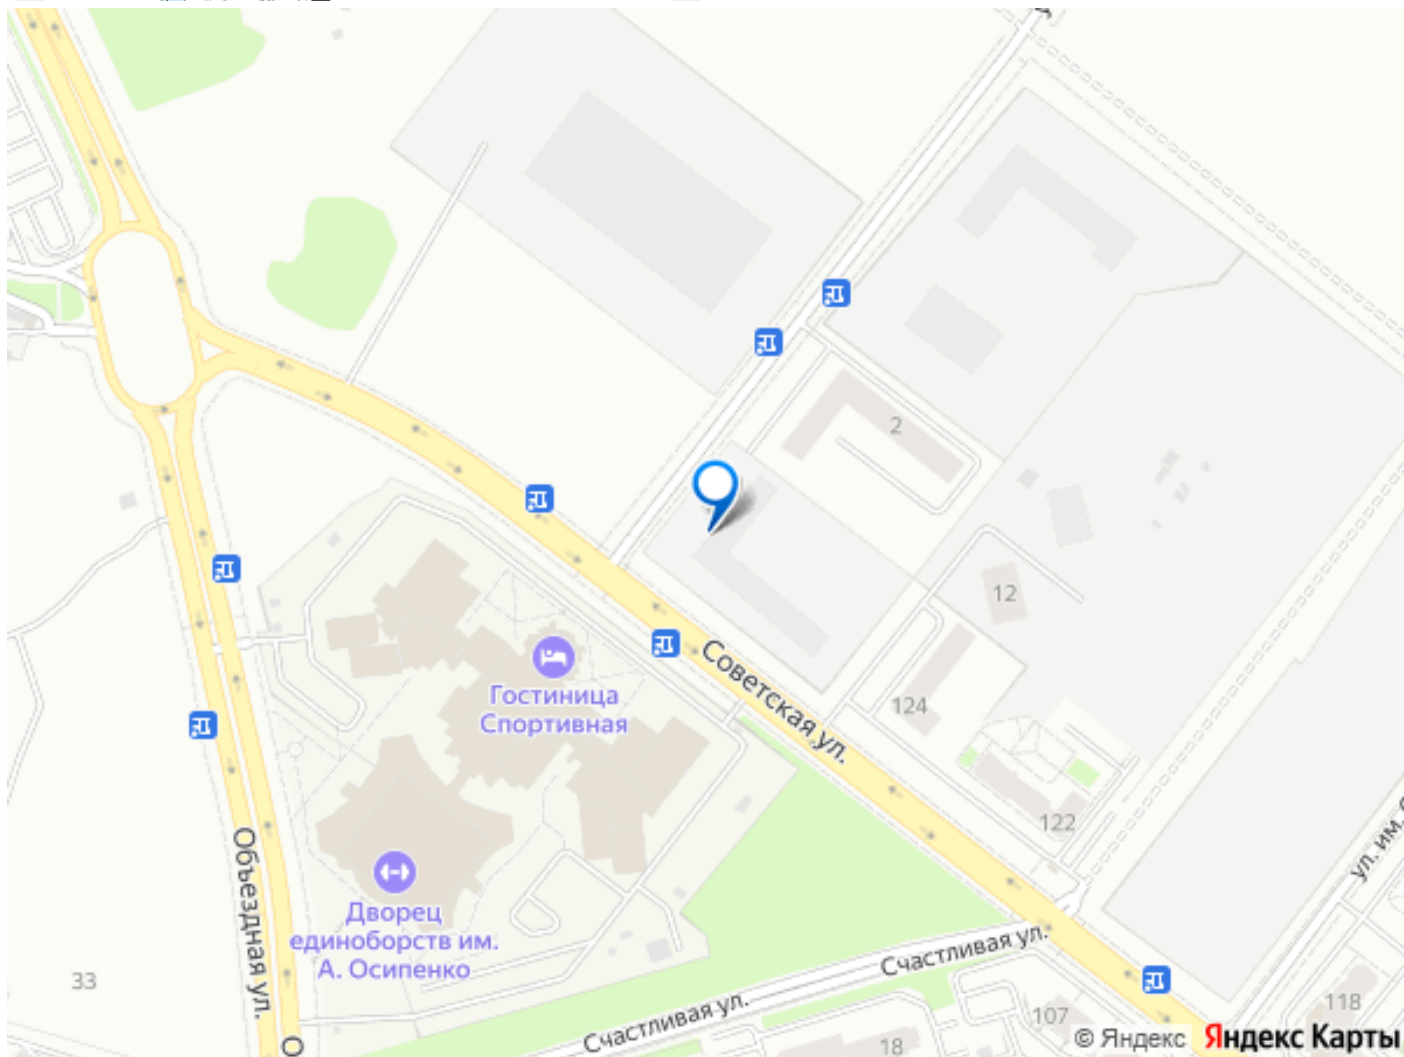 2
12
Советская ул.
124
Гостиница
Спортивная
122
Объездная ул.
Дворец
единоборств им.
А. Осипенко
ул. им.
Счастливая ул.
33
Счастливая ул.
107
118
18
© Яндекс Яндекс Карты